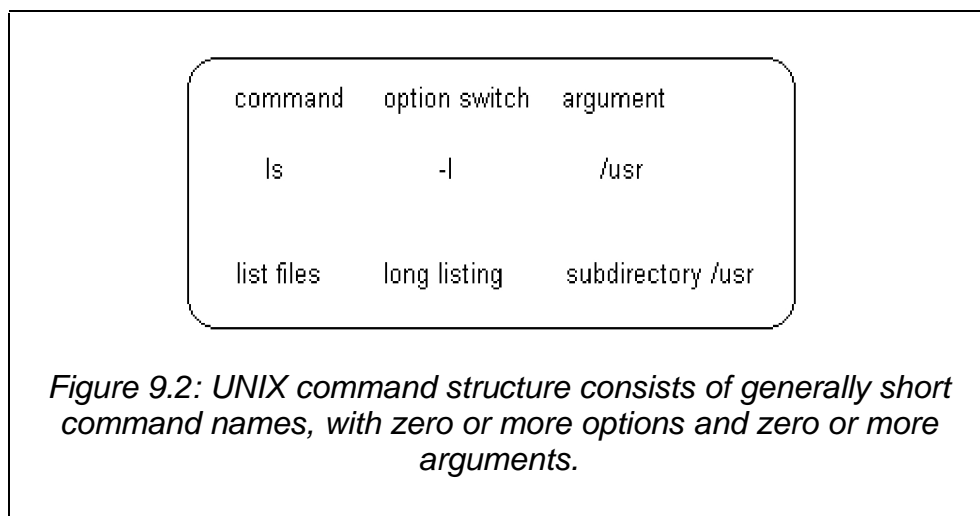 command option switch argument
ls -l /usr
list files long listing subdirectory /usr
Figure 9.2: UNIX command structure consists of generally short
command names, with zero or more options and zero or more
arguments.